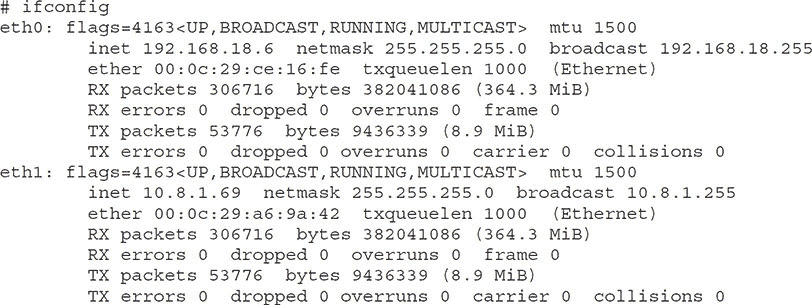 # ifconfig
eth0: flags=4163<UP,BROADCAST,RUNNING,MULTICAST>  mtu 1500
        inet 192.168.18.6  netmask 255.255.255.0  broadcast 192.168.18.255
        ether 00:0c:29:ce:16:fe  txqueuelen 1000  (Ethernet)
        RX packets 306716  bytes 382041086 (364.3 MiB)
        RX errors 0  dropped 0  overruns 0  frame 0
        TX packets 53776  bytes 9436339 (8.9 MiB)
        TX errors 0  dropped 0 overruns 0  carrier 0  collisions 0
eth1: flags=4163<UP,BROADCAST,RUNNING,MULTICAST>  mtu 1500
        inet 10.8.1.69  netmask 255.255.255.0  broadcast 10.8.1.255
        ether 00:0c:29:a6:9a:42  txqueuelen 1000  (Ethernet)
        RX packets 306716  bytes 382041086 (364.3 MiB)
        RX errors 0  dropped 0  overruns 0  frame 0
        TX packets 53776  bytes 9436339 (8.9 MiB)
        TX errors 0  dropped 0 overruns 0  carrier 0  collisions 0